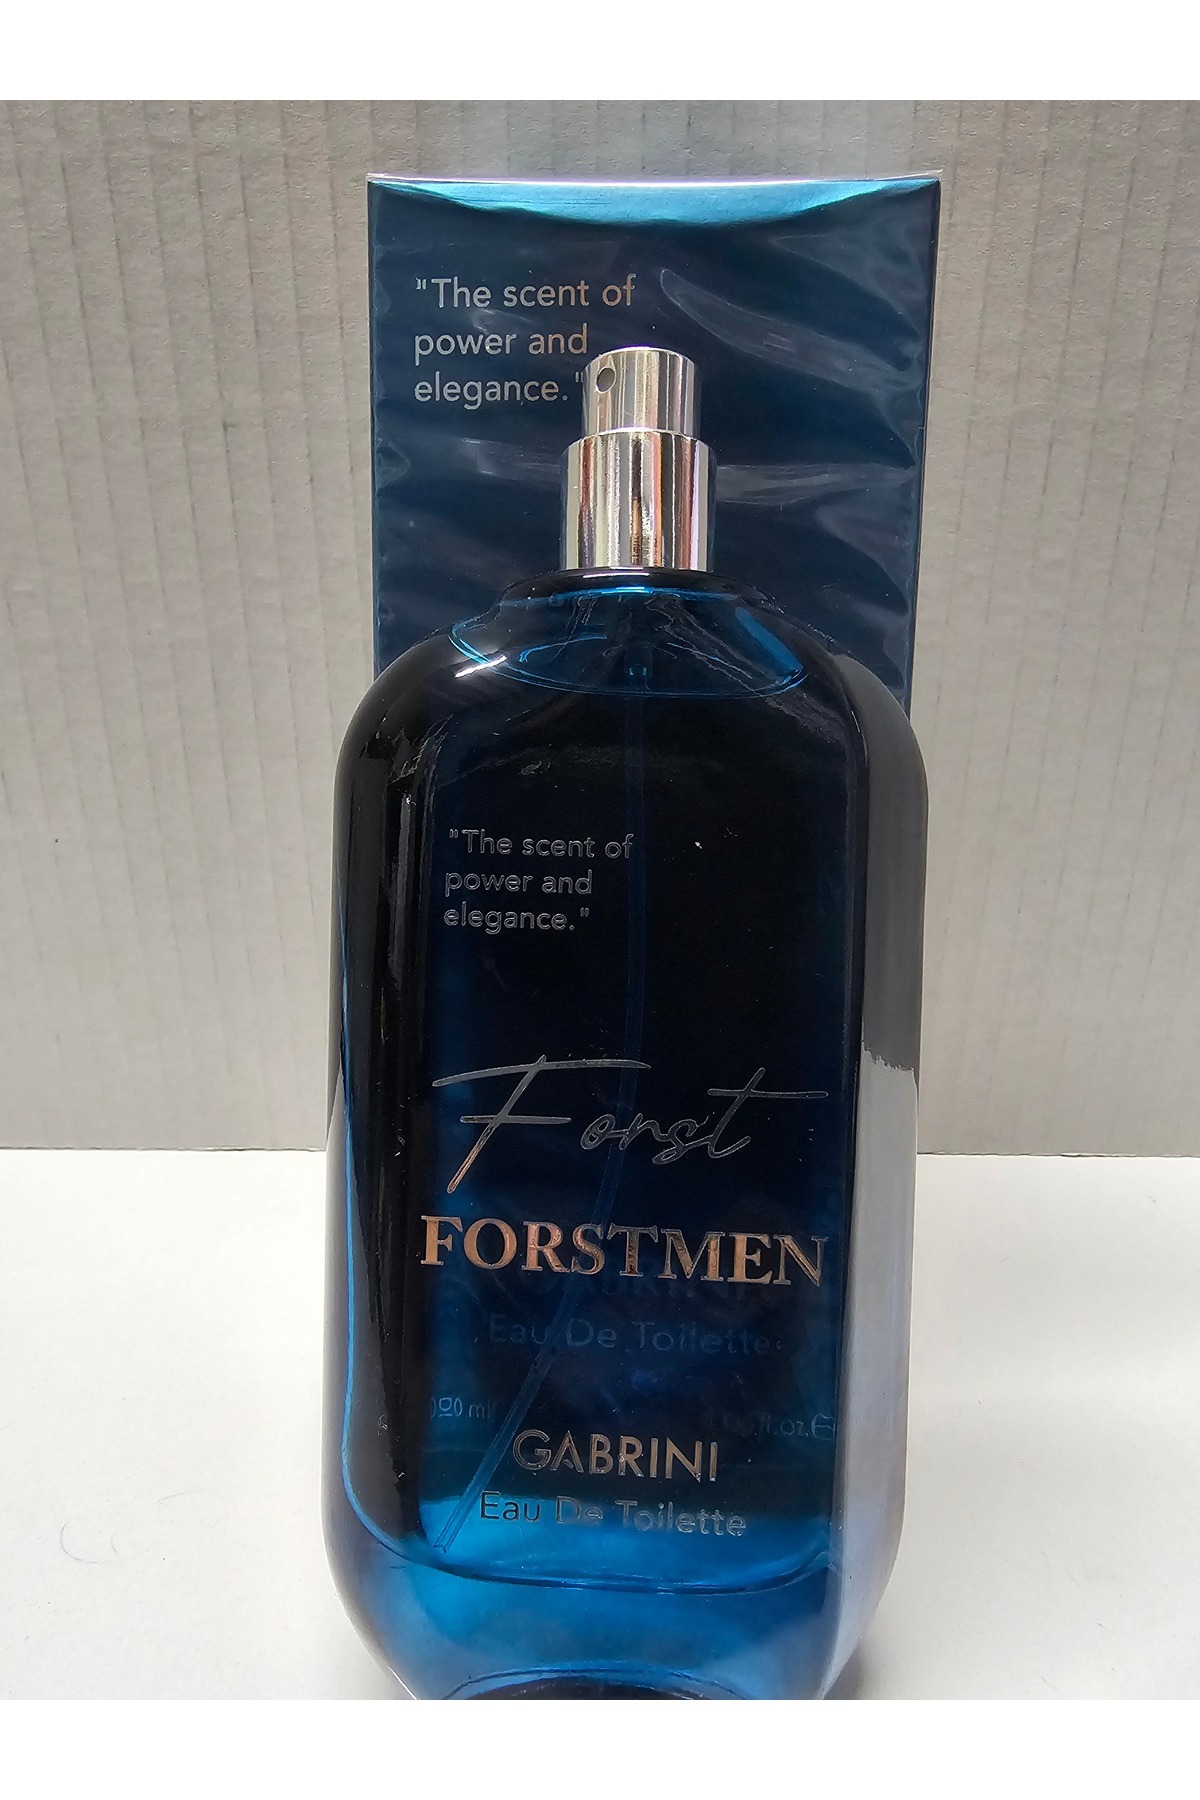 "The scent of
power and
elegance."
"The scent of
power and
elegance."
Forst
FORSTMEN
Eau De Toilette
GABRINI
Eau De Toilette